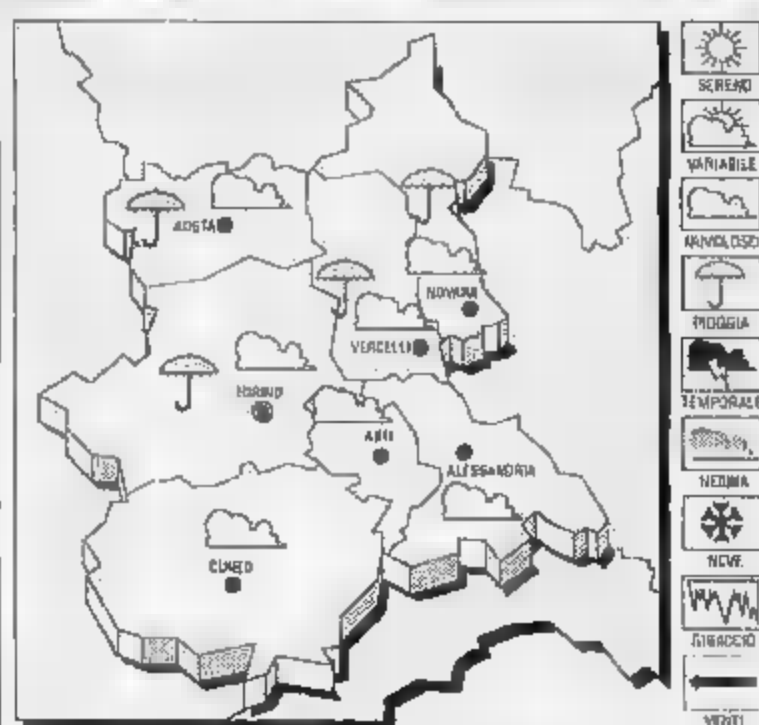 SERENO
VARIABILE
NUVOLOSO
PIOGGIA
TEMPORALE
NEBBIA
NEVE
GHIACCIO
VENTI
AOSTA
NOVARA
VERCELLI
TORINO
ASTI
ALESSANDRIA
CUNEO